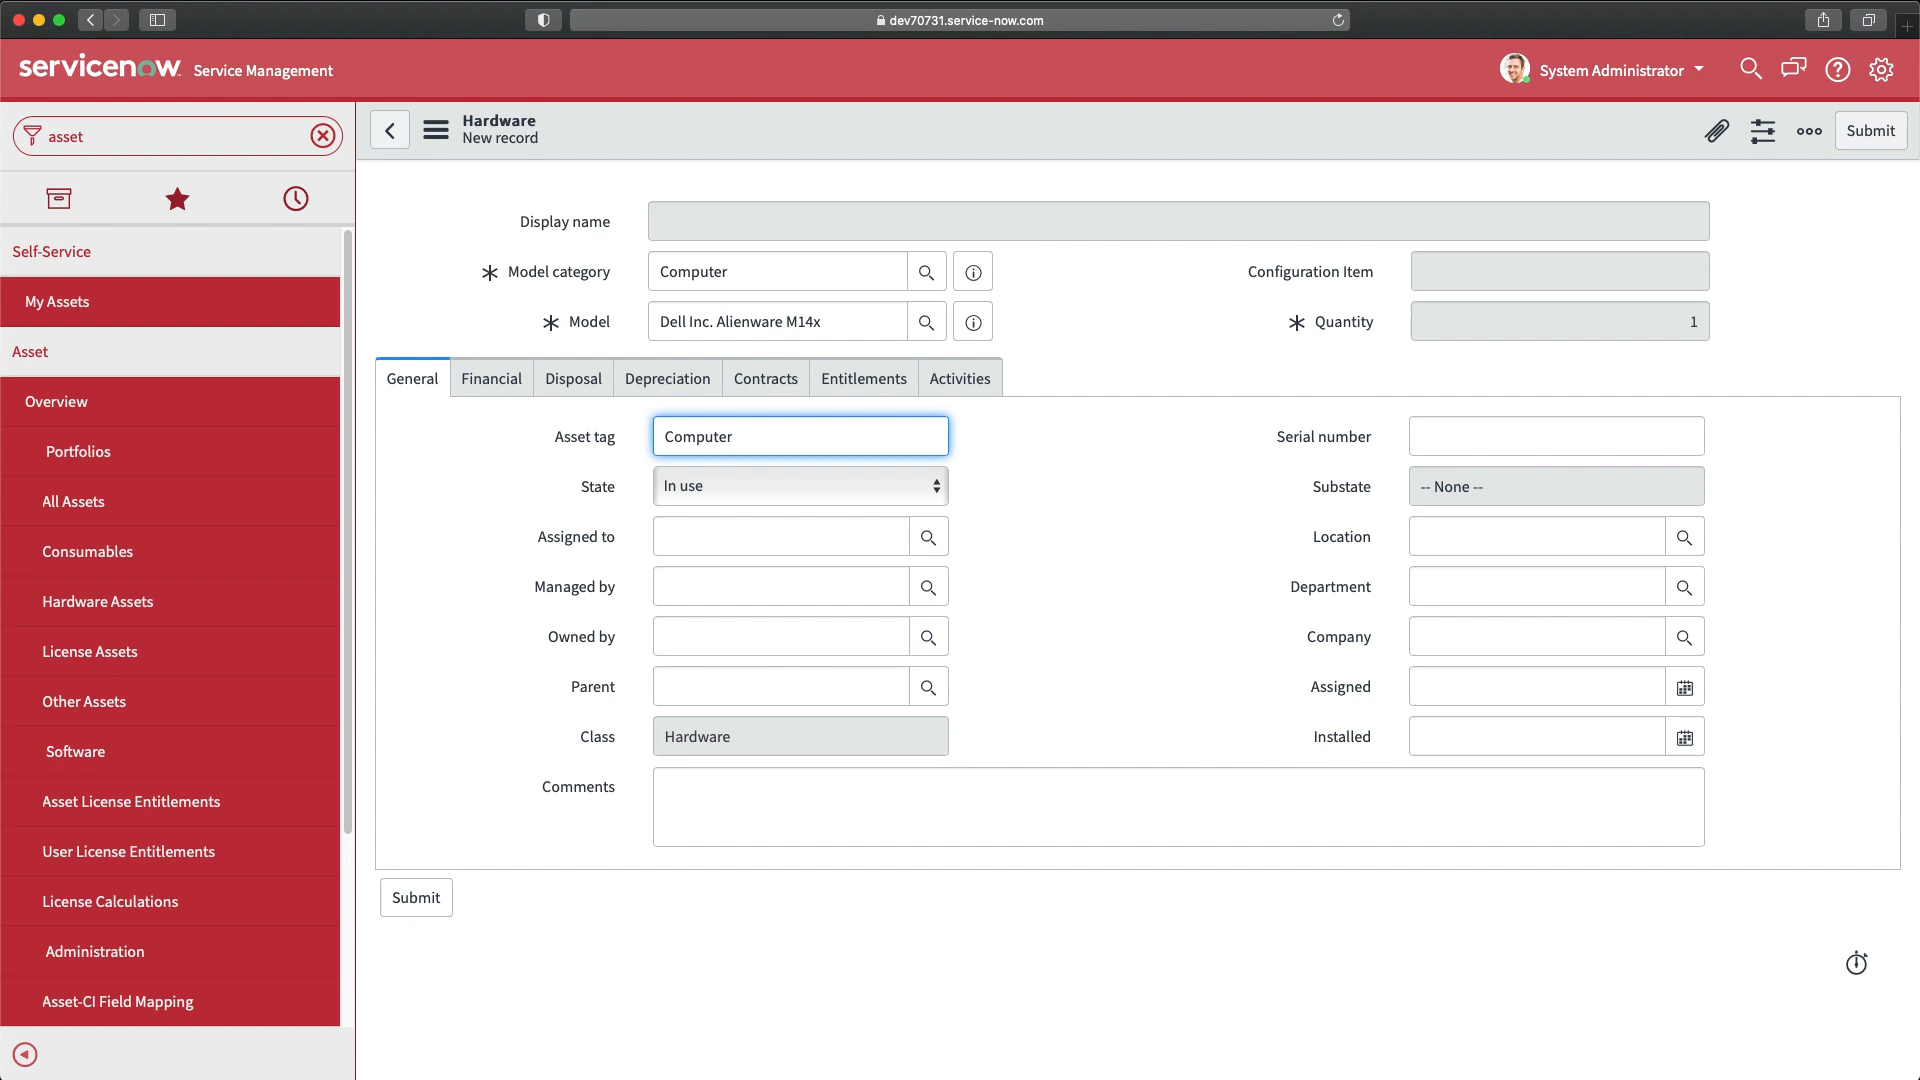 dev70731.service-now.com
servicenow. Service Management
System Administrator
asset
Hardware
New record
Submit
Self-Service
My Assets
Asset
Overview
Portfolios
All Assets
Consumables
Hardware Assets
License Assets
Other Assets
Software
Asset License Entitlements
User License Entitlements
License Calculations
Administration
Asset-CI Field Mapping
Display name
Model category Computer
Configuration Item
Model Dell Inc. Alienware M14x
Quantity 1
General Financial Disposal Depreciation Contracts Entitlements Activities
Asset tag Computer
Serial number
State In use
Substate -- None --
Assigned to
Location
Managed by
Department
Owned by
Company
Parent
Assigned
Class Hardware
Installed
Comments
Submit